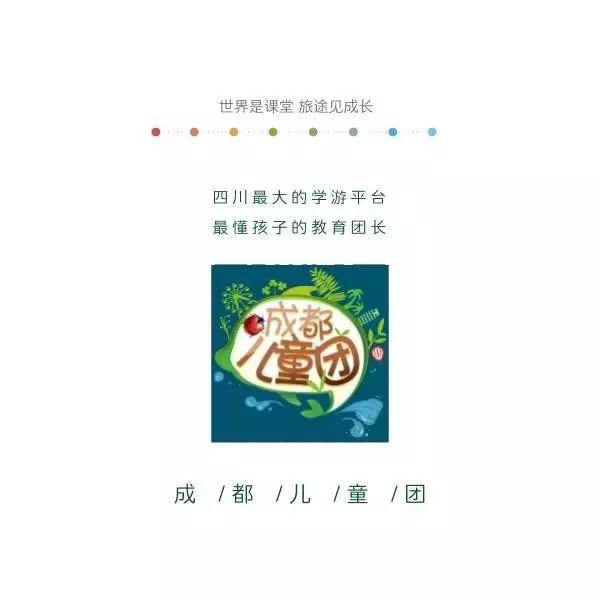 世界是课堂 旅途见成长
四川最大的学游平台
最懂孩子的教育团长
成都
儿童团
成 /都 /儿 /童 /团